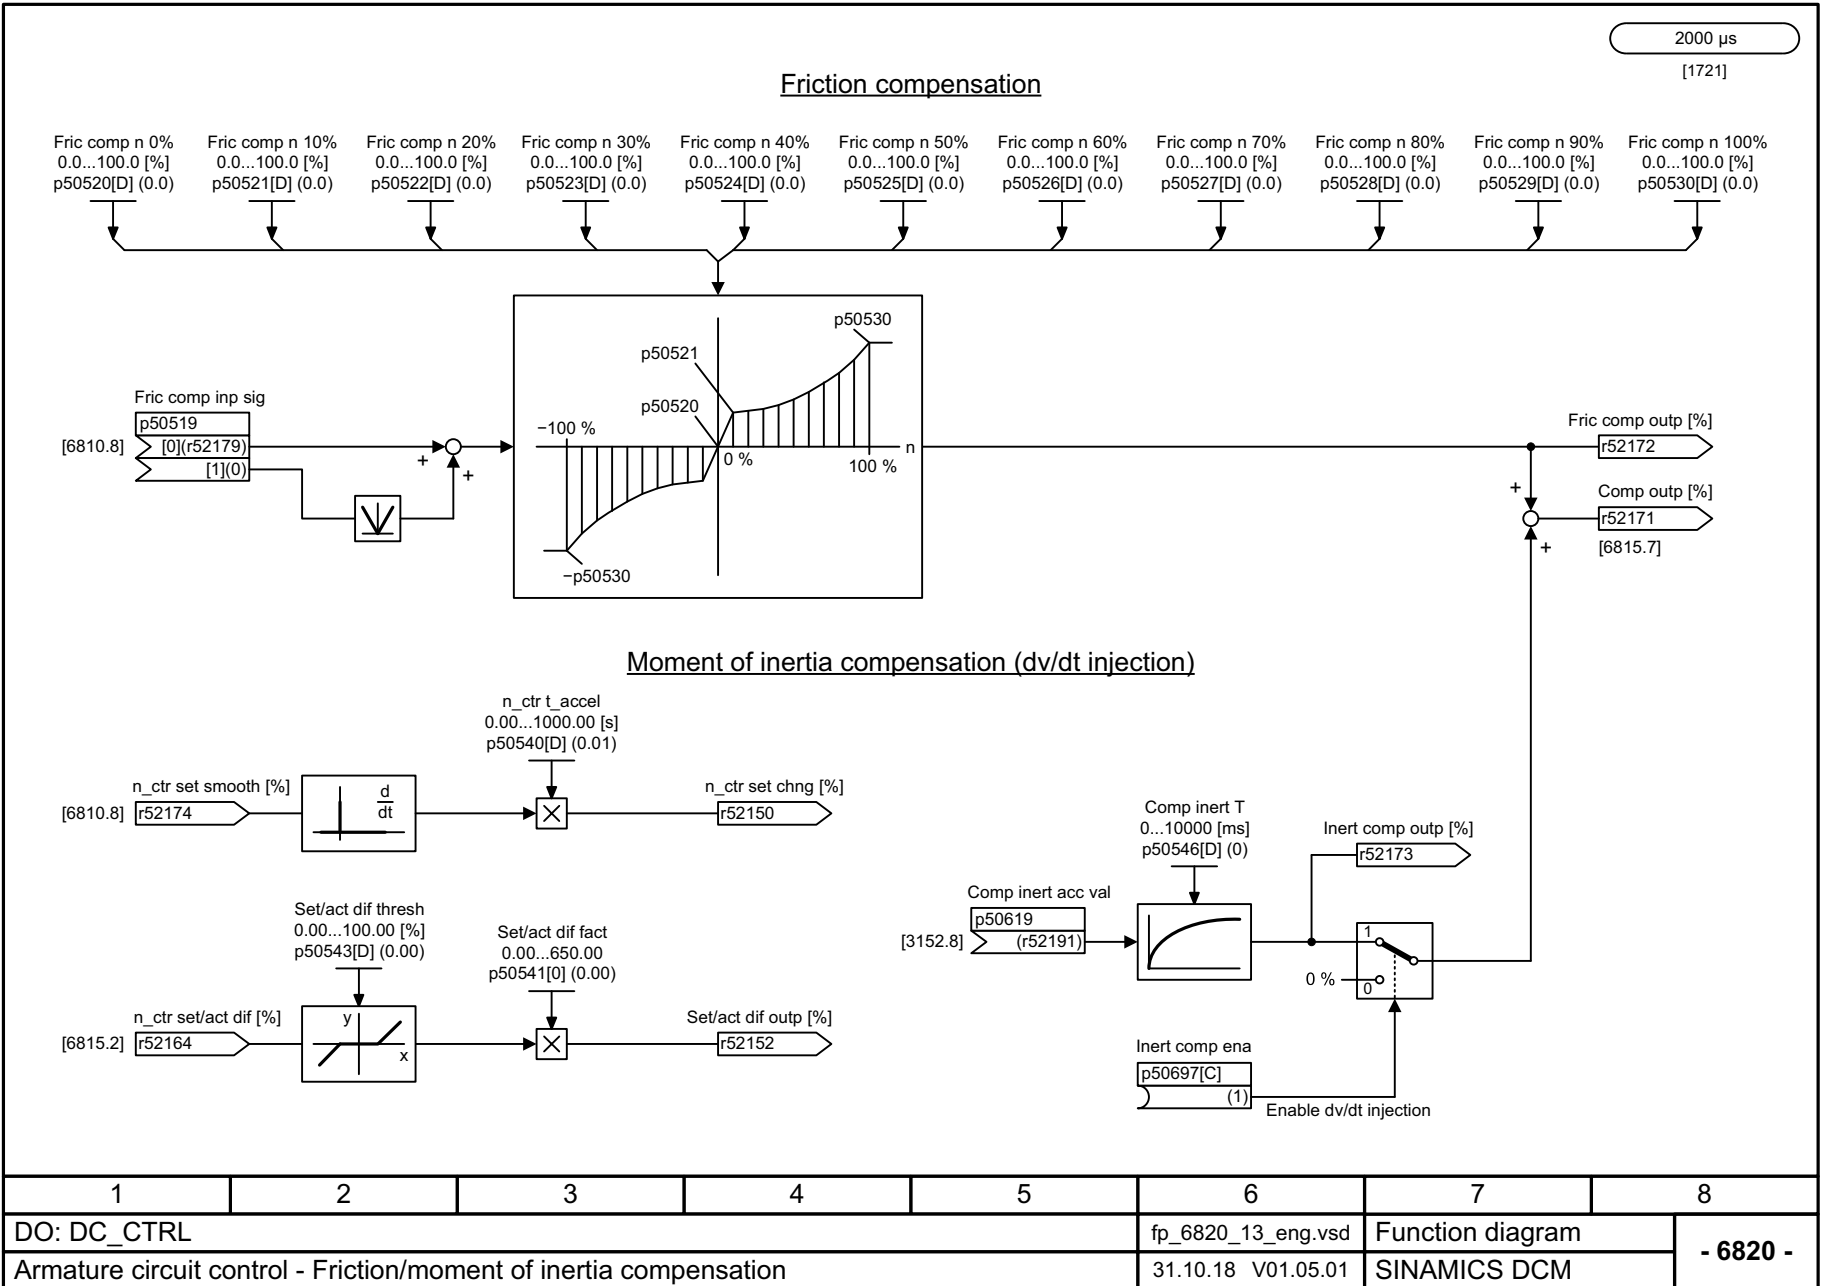 2000 µs
[1721]
Friction compensation
Fric comp n 0%
0.0...100.0 [%]
p50520[D] (0.0)
Fric comp n 10%
0.0...100.0 [%]
p50521[D] (0.0)
Fric comp n 20%
0.0...100.0 [%]
p50522[D] (0.0)
Fric comp n 30%
0.0...100.0 [%]
p50523[D] (0.0)
Fric comp n 40%
0.0...100.0 [%]
p50524[D] (0.0)
Fric comp n 50%
0.0...100.0 [%]
p50525[D] (0.0)
Fric comp n 60%
0.0...100.0 [%]
p50526[D] (0.0)
Fric comp n 70%
0.0...100.0 [%]
p50527[D] (0.0)
Fric comp n 80%
0.0...100.0 [%]
p50528[D] (0.0)
Fric comp n 90%
0.0...100.0 [%]
p50529[D] (0.0)
Fric comp n 100%
0.0...100.0 [%]
p50530[D] (0.0)
Fric comp inp sig
p50519
[6810.8]
[0](r52179)
[1](0)
+
+
p50530
p50521
p50520
−100 %
0 %
100 %
n
−p50530
Fric comp outp [%]
r52172
+
Comp outp [%]
r52171
+
[6815.7]
Moment of inertia compensation (dv/dt injection)
n_ctr t_accel
0.00...1000.00 [s]
p50540[D] (0.01)
n_ctr set smooth [%]
[6810.8]
r52174
d
dt
n_ctr set chng [%]
r52150
Set/act dif thresh
0.00...100.00 [%]
p50543[D] (0.00)
Set/act dif fact
0.00...650.00
p50541[0] (0.00)
n_ctr set/act dif [%]
[6815.2]
r52164
y
x
Set/act dif outp [%]
r52152
Comp inert T
0...10000 [ms]
p50546[D] (0)
Inert comp outp [%]
r52173
Comp inert acc val
p50619
[3152.8]
(r52191)
1
0 %
0
Inert comp ena
p50697[C]
(1)
Enable dv/dt injection
1 2 3 4 5 6 7 8
DO: DC_CTRL
fp_6820_13_eng.vsd
Function diagram
- 6820 -
Armature circuit control - Friction/moment of inertia compensation
31.10.18 V01.05.01
SINAMICS DCM